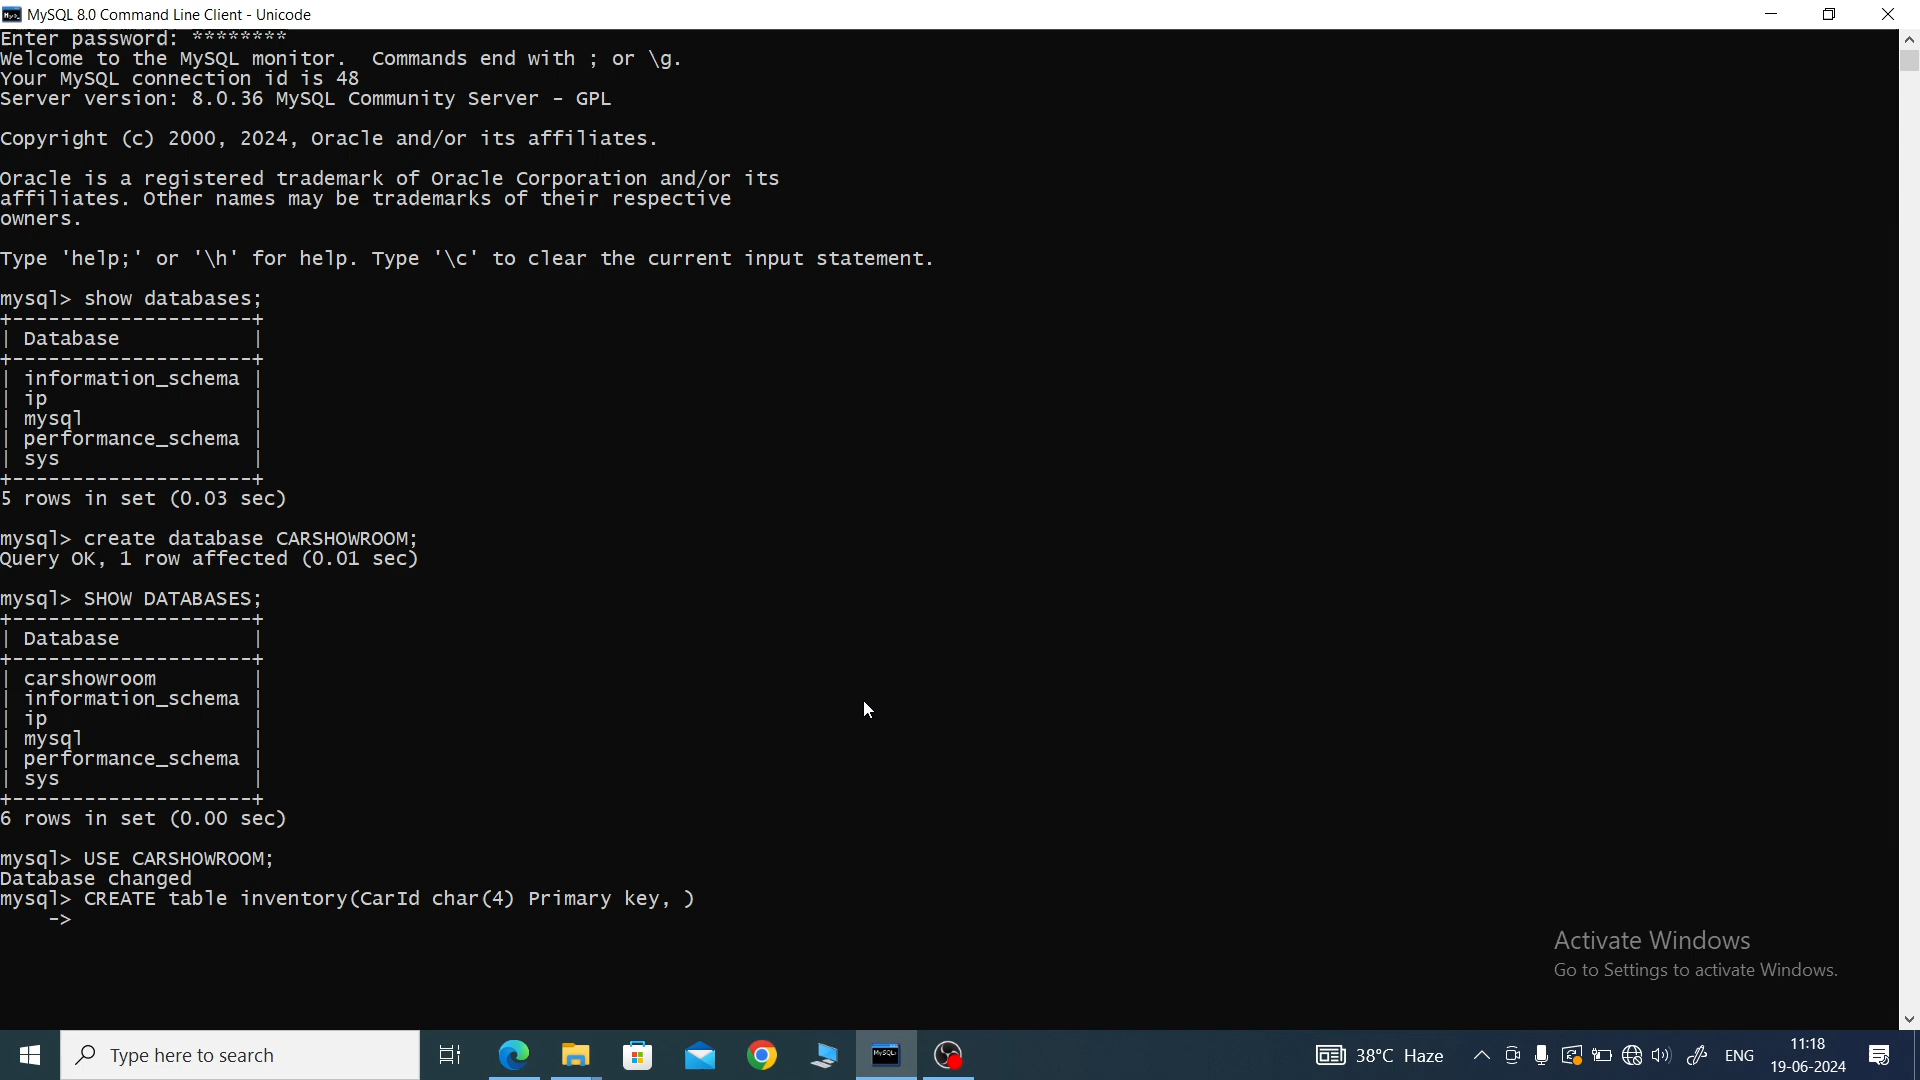 MySQL 8.0 Command Line Client - Unicode
Enter password: ********
Welcome to the MySQL monitor.  Commands end with ; or \g.
Your MySQL connection id is 48
Server version: 8.0.36 MySQL Community Server - GPL
Copyright (c) 2000, 2024, Oracle and/or its affiliates.
Oracle is a registered trademark of Oracle Corporation and/or its
affiliates. Other names may be trademarks of their respective
owners.
Type 'help;' or '\h' for help. Type '\c' to clear the current input statement.
mysql> show databases;
+--------------------+
| Database           |
+--------------------+
| information_schema |
| ip                 |
| mysql              |
| performance_schema |
| sys                |
+--------------------+
5 rows in set (0.03 sec)
mysql> create database CARSHOWROOM;
Query OK, 1 row affected (0.01 sec)
mysql> SHOW DATABASES;
+--------------------+
| Database           |
+--------------------+
| carshowroom        |
| information_schema |
| ip                 |
| mysql              |
| performance_schema |
| sys                |
+--------------------+
6 rows in set (0.00 sec)
mysql> USE CARSHOWROOM;
Database changed
mysql> CREATE table inventory(CarId char(4) Primary key, )
    ->
Activate Windows
Go to Settings to activate Windows.
Type here to search
MySQL
38°C Haze
ENG
11:18
19-06-2024